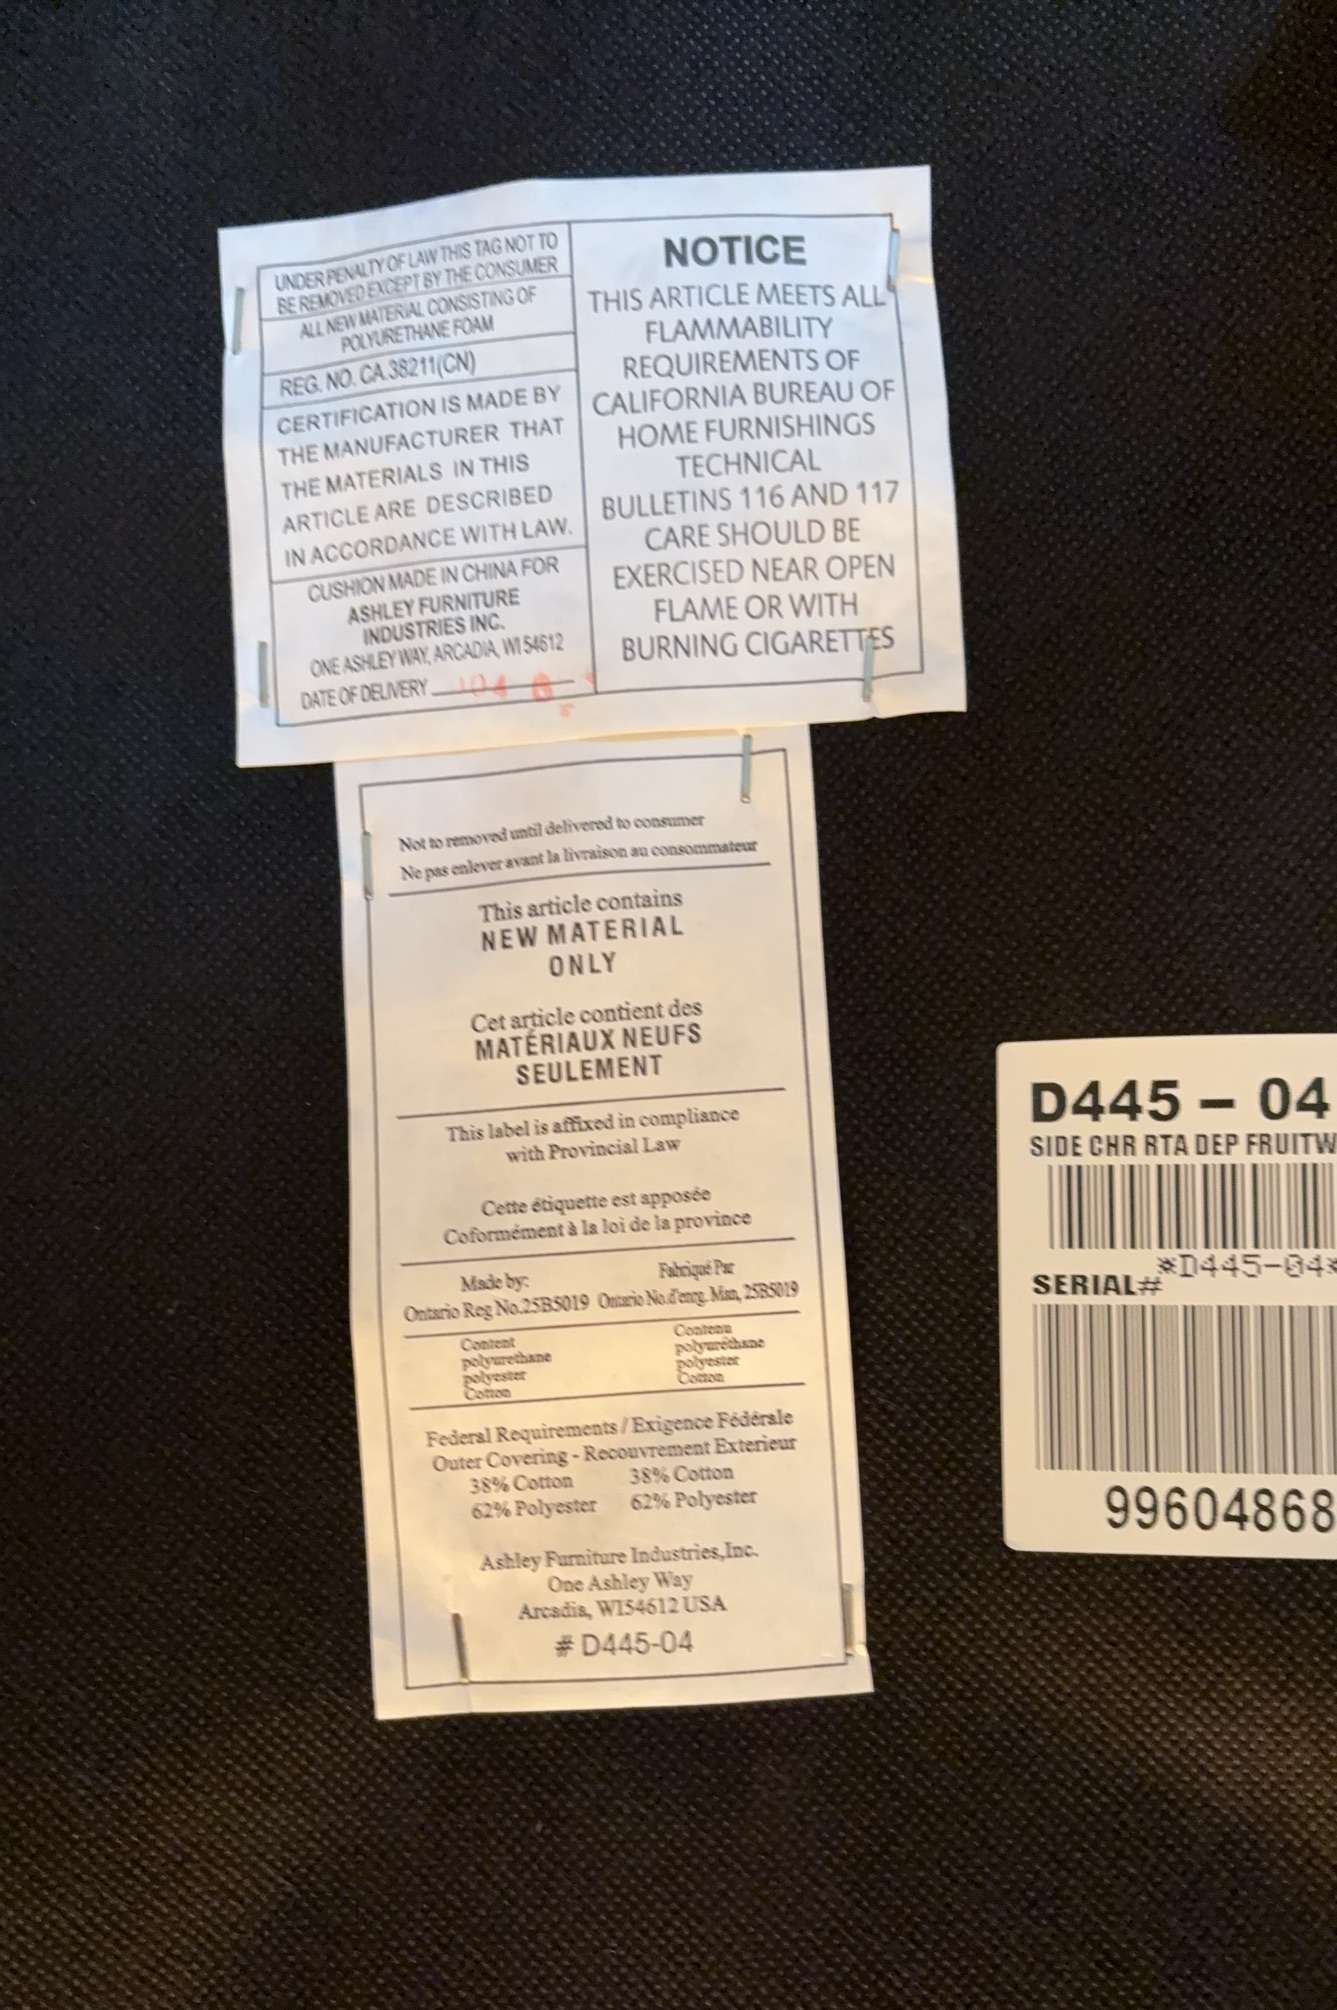 UNDER PENALTY OF LAW THIS TAG NOT TO
BE REMOVED EXCEPT BY THE CONSUMER
ALL NEW MATERIAL CONSISTING OF
POLYURETHANE FOAM
REG. NO. CA.38211(CN)
CERTIFICATION IS MADE BY
THE MANUFACTURER THAT
THE MATERIALS IN THIS
ARTICLE ARE DESCRIBED
IN ACCORDANCE WITH LAW.
CUSHION MADE IN CHINA FOR
ASHLEY FURNITURE
INDUSTRIES INC.
ONE ASHLEY WAY, ARCADIA, WI 54612
DATE OF DELIVERY
NOTICE
THIS ARTICLE MEETS ALL
FLAMMABILITY
REQUIREMENTS OF
CALIFORNIA BUREAU OF
HOME FURNISHINGS
TECHNICAL
BULLETINS 116 AND 117
CARE SHOULD BE
EXERCISED NEAR OPEN
FLAME OR WITH
BURNING CIGARETTES
Not to removed until delivered to consumer
Ne pas enlever avant la livraison au consommateur
This article contains
NEW MATERIAL
ONLY
Cet article contient des
MATÉRIAUX NEUFS
SEULEMENT
This label is affixed in compliance
with Provincial Law
Cette étiquette est apposée
Coformément à la loi de la province
Made by:
Ontario Reg No.25B5019
Fabriqué Par
Ontario No.d'enrg. Man, 25B5019
Content
polyurethane
polyester
Cotton
Contenu
polyuréthane
polyester
Cotton
Federal Requirements / Exigence Fédérale
Outer Covering - Recouvrement Exterieur
38% Cotton 38% Cotton
62% Polyester 62% Polyester
Ashley Furniture Industries,Inc.
One Ashley Way
Arcadia, WI54612 USA
# D445-04
D445 - 04
SIDE CHR RTA DEP FRUITW
*D445-04*
SERIAL#
99604868